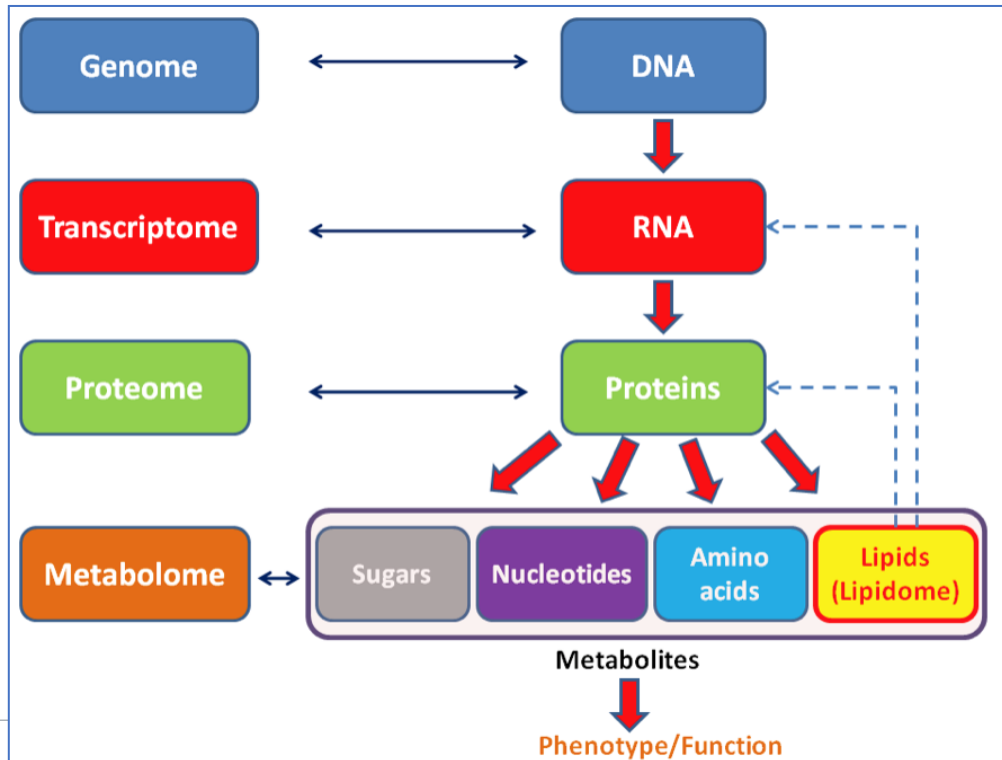 Genome
DNA
Transcriptome
RNA
Proteome
Proteins
Metabolome
Sugars
Nucleotides
Amino
acids
Lipids
(Lipidome)
Metabolites
Phenotype/Function